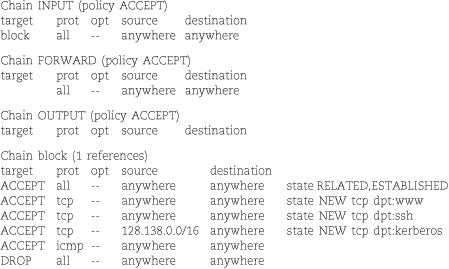 Chain INPUT (policy ACCEPT)
target prot opt source destination
block all -- anywhere anywhere
Chain FORWARD (policy ACCEPT)
target prot opt source destination
all -- anywhere anywhere
Chain OUTPUT (policy ACCEPT)
target prot opt source destination
Chain block (1 references)
target prot opt source destination
ACCEPT all -- anywhere anywhere state RELATED,ESTABLISHED
ACCEPT tcp -- anywhere anywhere state NEW tcp dpt:www
ACCEPT tcp -- anywhere anywhere state NEW tcp dpt:ssh
ACCEPT tcp -- 128.138.0.0/16 anywhere state NEW tcp dpt:kerberos
ACCEPT icmp -- anywhere anywhere
DROP all -- anywhere anywhere